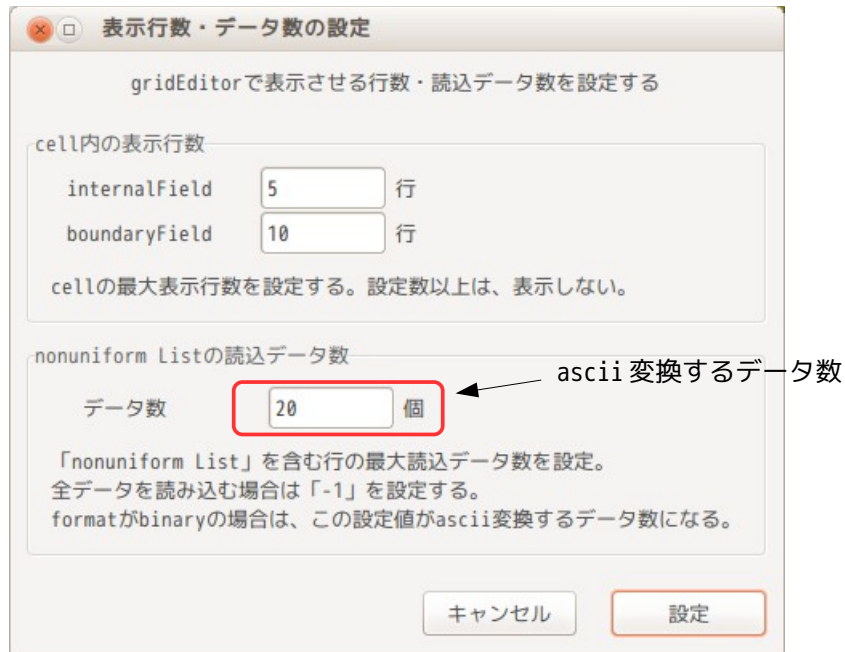 表示行数・データ数の設定
gridEditorで表示させる行数・読込データ数を設定する
cell内の表示行数
internalField 5 行
boundaryField 10 行
cellの最大表示行数を設定する。設定数以上は、表示しない。
nonuniform Listの読込データ数
ascii 変換するデータ数
データ数 20 個
「nonuniform List」を含む行の最大読込データ数を設定。
全データを読み込む場合は「-1」を設定する。
formatがbinaryの場合は、この設定値がascii変換するデータ数になる。
キャンセル 設定